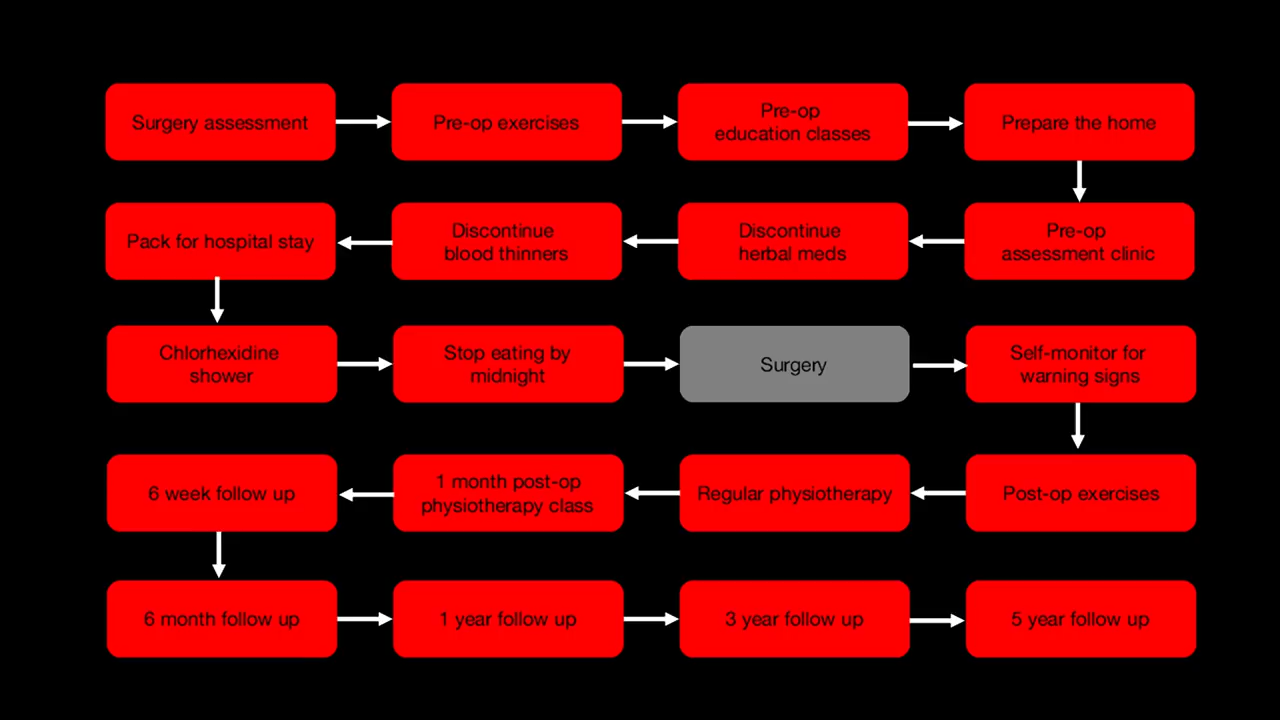 Surgery assessment
Pre-op exercises
Pre-op
education classes
Prepare the home
Pack for hospital stay
Discontinue
blood thinners
Discontinue
herbal meds
Pre-op
assessment clinic
Chlorhexidine
shower
Stop eating by
midnight
Surgery
Self-monitor for
warning signs
6 week follow up
1 month post-op
physiotherapy class
Regular physiotherapy
Post-op exercises
6 month follow up
1 year follow up
3 year follow up
5 year follow up